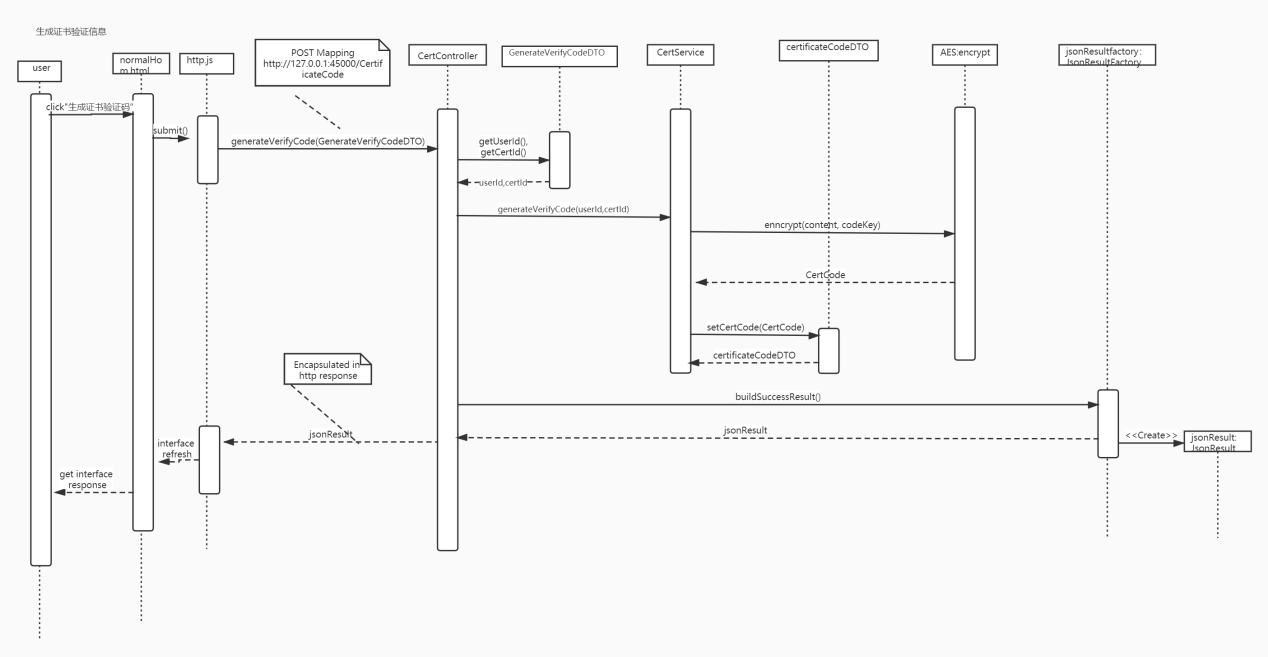 生成证书验证信息
user
normalHo
m.html
http.js
POST Mapping
http://127.0.0.1:45000/Certif
icateCode
CertController
GenerateVerifyCodeDTO
CertService
certificateCodeDTO
AES:encrypt
jsonResultfactory:
JsonResultFactory
click"生成证书验证码"
submit()
generateVerifyCode(GenerateVerifyCodeDTO)
getUserId(),
getCertId()
userId,certId
generateVerifyCode(userId,certId)
enncrypt(content, codeKey)
CertCode
setCertCode(CertCode)
certificateCodeDTO
Encapsulated in
http response
buildSuccessResult()
jsonResult
jsonResult
<<Create>>
jsonResult:
JsonResult
interface
refresh
get interface
response